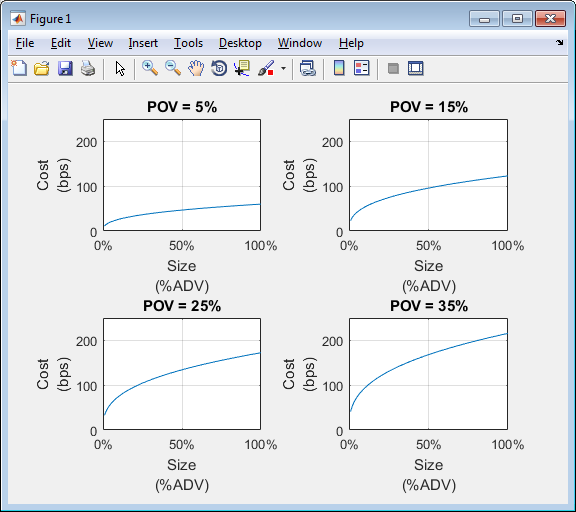 Figure 1
File Edit View Insert Tools Desktop Window Help
POV = 5%
Cost
(bps)
200
100
0
0% 50% 100%
Size
(%ADV)
POV = 15%
Cost
(bps)
200
100
0
0% 50% 100%
Size
(%ADV)
POV = 25%
Cost
(bps)
200
100
0
0% 50% 100%
Size
(%ADV)
POV = 35%
Cost
(bps)
200
100
0
0% 50% 100%
Size
(%ADV)